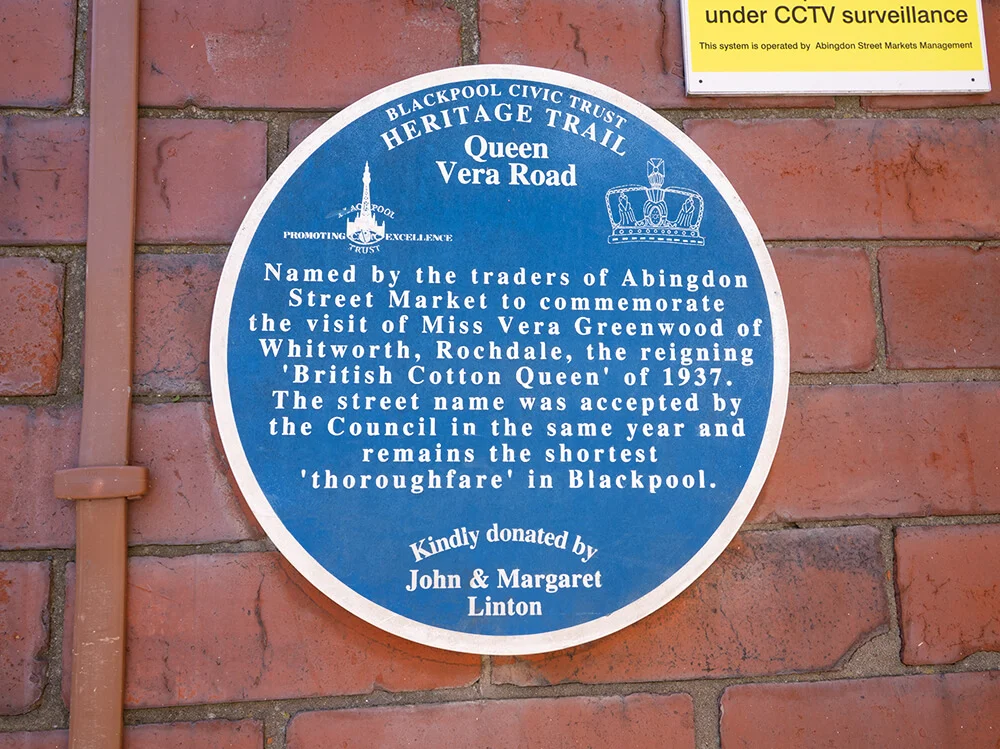 under CCTV surveillance
This system is operated by Abingdon Street Markets Management
BLACKPOOL CIVIC TRUST
HERITAGE TRAIL
Queen
Vera Road
BLACKPOOL
PROMOTING CIVIC EXCELLENCE
TRUST
Named by the traders of Abingdon
Street Market to commemorate
the visit of Miss Vera Greenwood of
Whitworth, Rochdale, the reigning
'British Cotton Queen' of 1937.
The street name was accepted by
the Council in the same year and
remains the shortest
'thoroughfare' in Blackpool.
Kindly donated by
John & Margaret
Linton